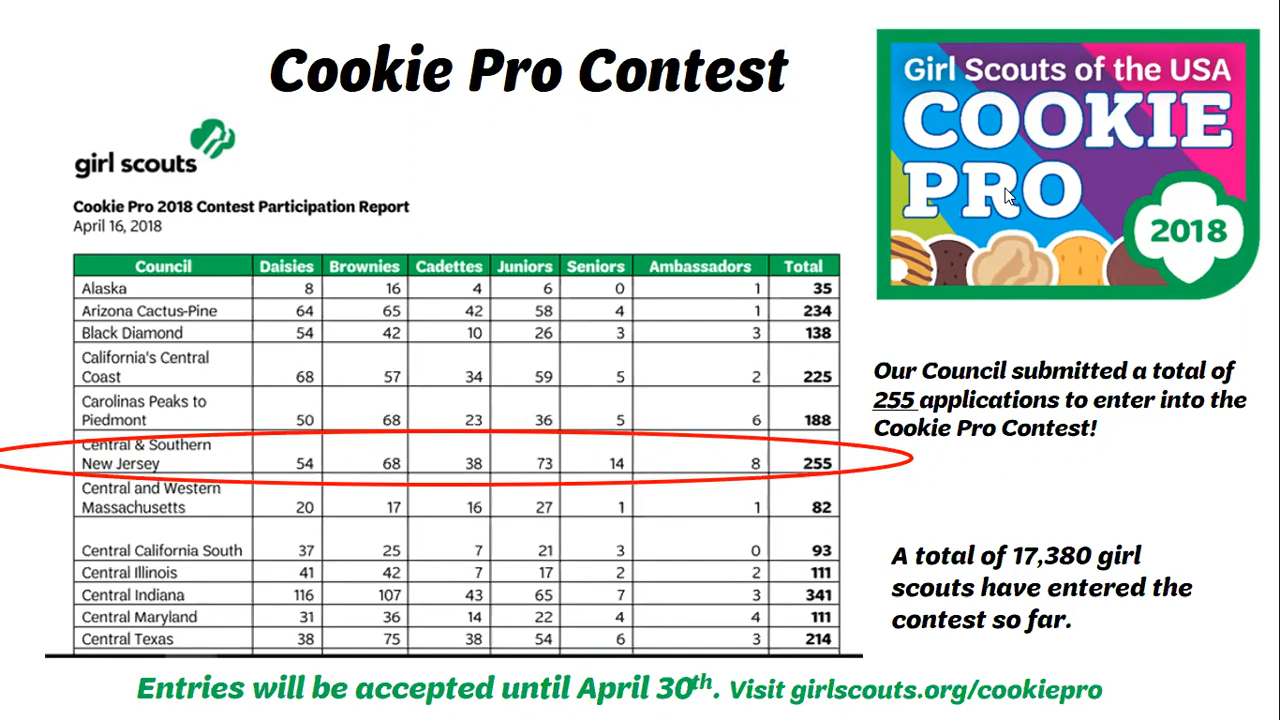 Cookie Pro Contest
girl scouts
Cookie Pro 2018 Contest Participation Report
April 16, 2018
Council Daisies Brownies Cadettes Juniors Seniors Ambassadors Total
Alaska 8 16 4 6 0 1 35
Arizona Cactus-Pine 64 65 42 58 4 1 234
Black Diamond 54 42 10 26 3 3 138
California's Central
Coast 68 57 34 59 5 2 225
Carolinas Peaks to
Piedmont 50 68 23 36 5 6 188
Central & Southern
New Jersey 54 68 38 73 14 8 255
Central and Western
Massachusetts 20 17 16 27 1 1 82
Central California South 37 25 7 21 3 0 93
Central Illinois 41 42 7 17 2 2 111
Central Indiana 116 107 43 65 7 3 341
Central Maryland 31 36 14 22 4 4 111
Central Texas 38 75 38 54 6 3 214
Girl Scouts of the USA
COOKIE
PRO
2018
Our Council submitted a total of
255 applications to enter into the
Cookie Pro Contest!
A total of 17,380 girl
scouts have entered the
contest so far.
Entries will be accepted until April 30th. Visit girlscouts.org/cookiepro